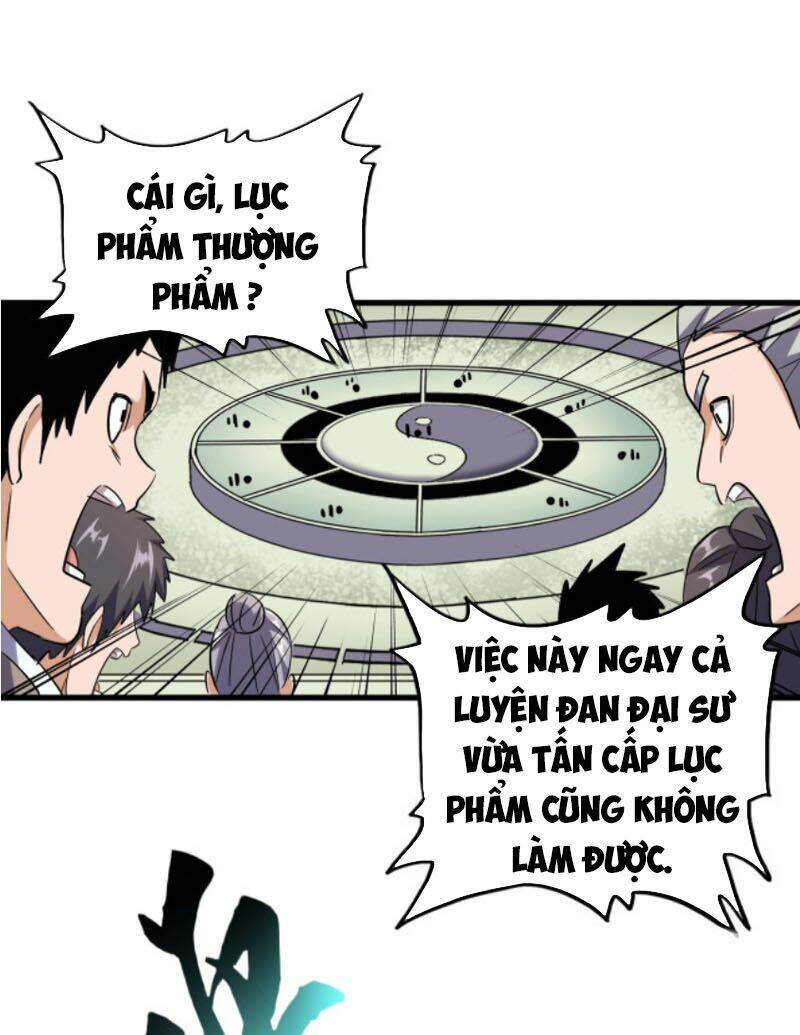 CÁI GÌ, LỤC
PHẨM THƯỢNG
PHẨM ?
VIỆC NÀY NGAY CẢ
LUYỆN ĐAN ĐẠI SƯ
VỪA TẤN CẤP LỤC
PHẨM CŨNG KHÔNG
LÀM ĐƯỢC.